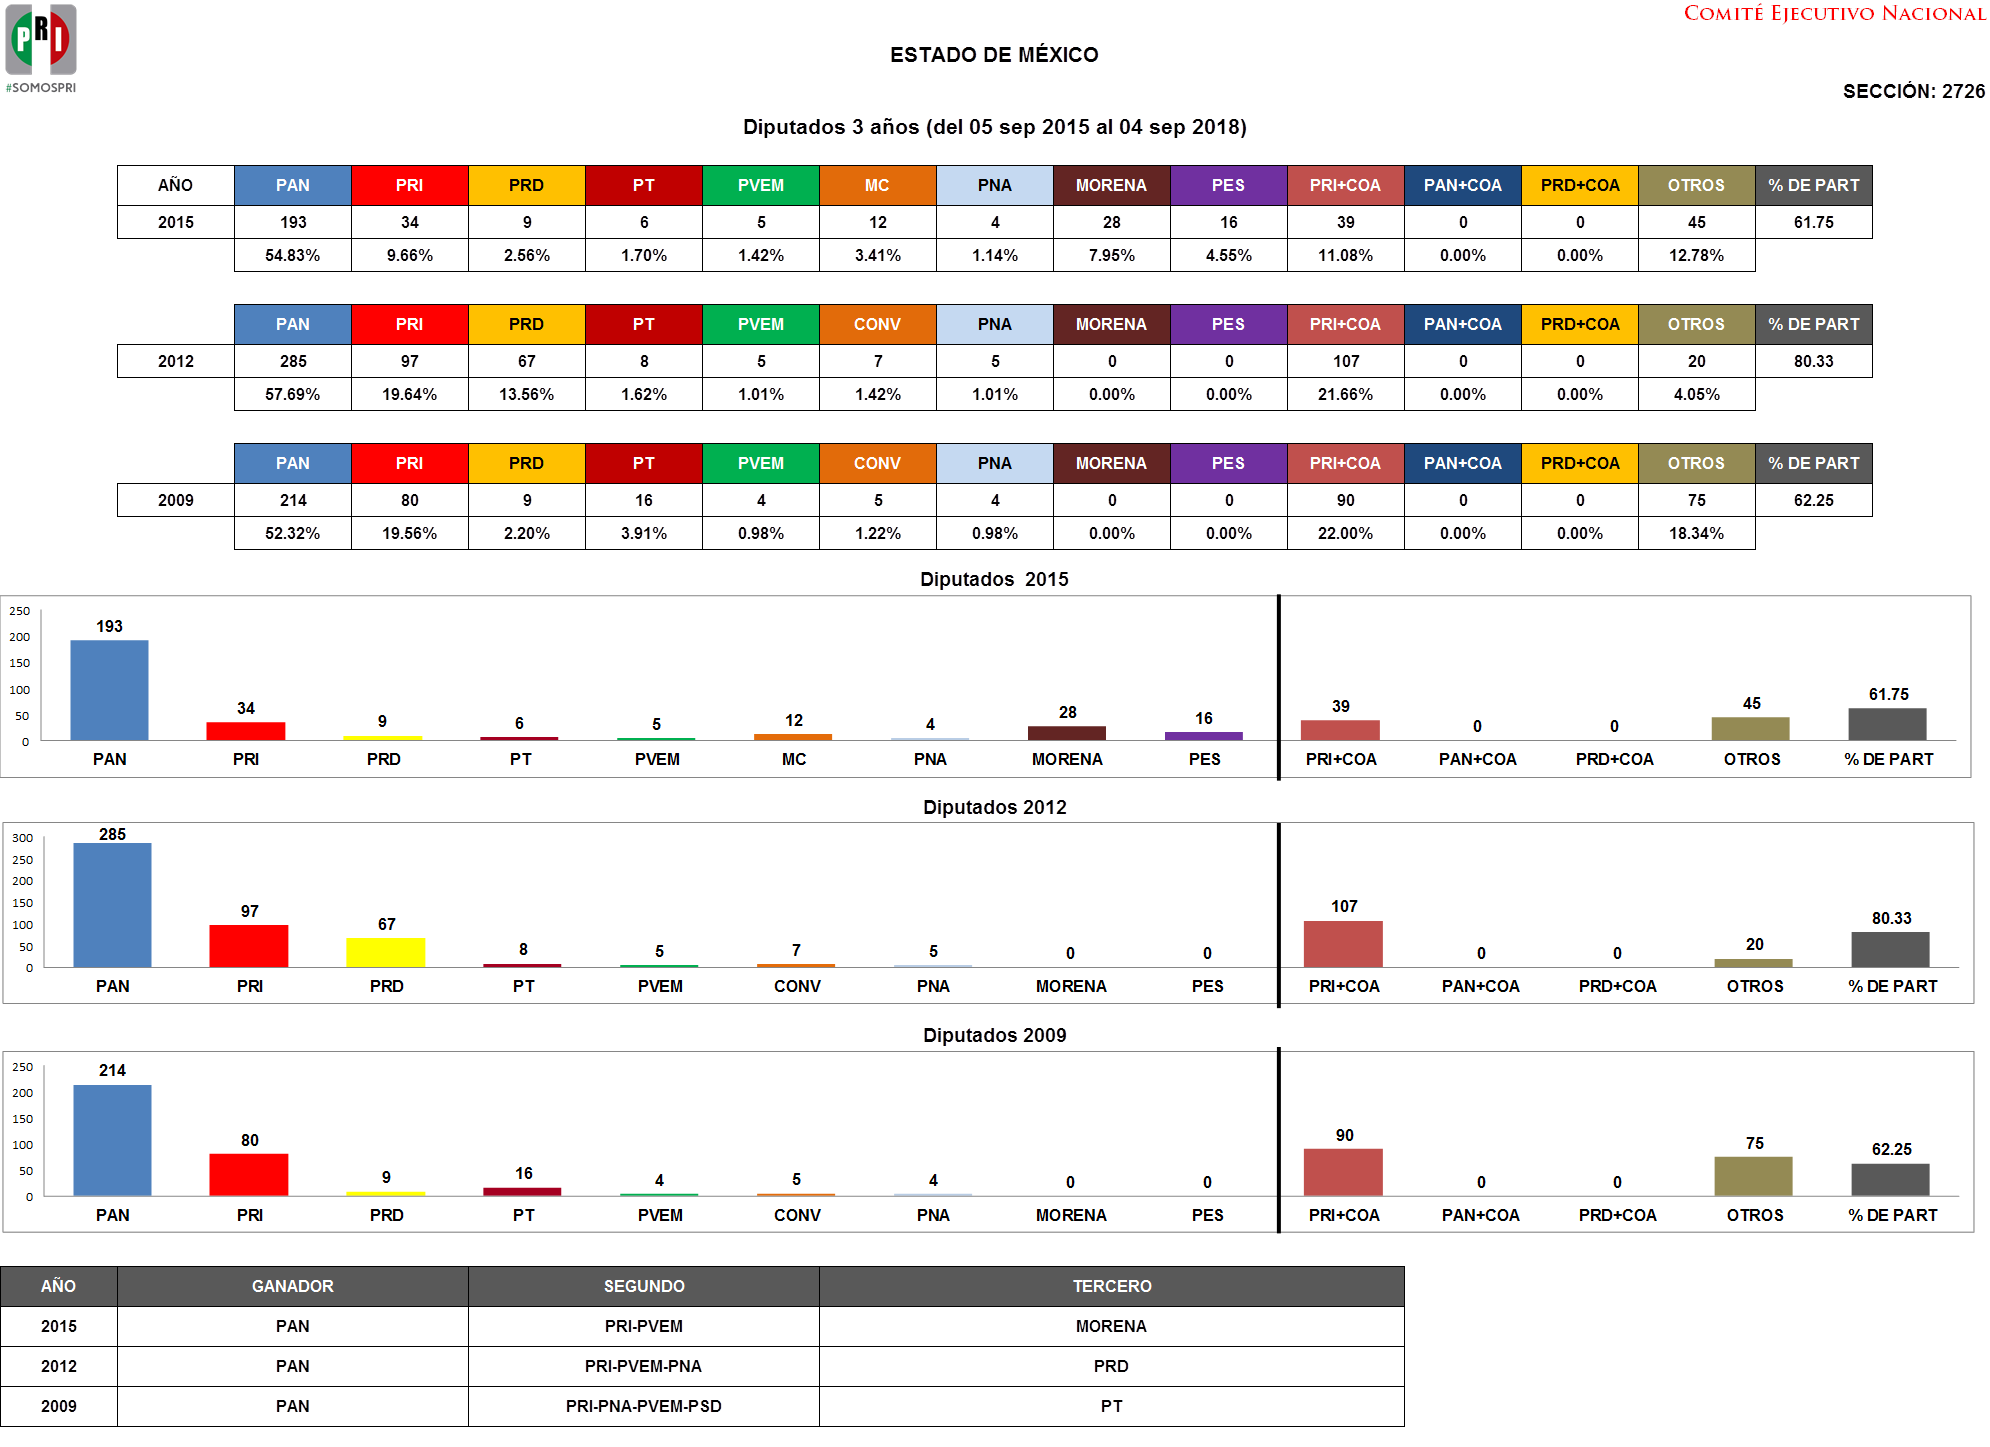 PRI
#SOMOSPRI
COMITÉ EJECUTIVO NACIONAL
ESTADO DE MÉXICO
SECCIÓN: 2726
Diputados 3 años (del 05 sep 2015 al 04 sep 2018)
AÑO PAN PRI PRD PT PVEM MC PNA MORENA PES PRI+COA PAN+COA PRD+COA OTROS % DE PART
2015 193 34 9 6 5 12 4 28 16 39 0 0 45 61.75
54.83% 9.66% 2.56% 1.70% 1.42% 3.41% 1.14% 7.95% 4.55% 11.08% 0.00% 0.00% 12.78%
PAN PRI PRD PT PVEM CONV PNA MORENA PES PRI+COA PAN+COA PRD+COA OTROS % DE PART
2012 285 97 67 8 5 7 5 0 0 107 0 0 20 80.33
57.69% 19.64% 13.56% 1.62% 1.01% 1.42% 1.01% 0.00% 0.00% 21.66% 0.00% 0.00% 4.05%
PAN PRI PRD PT PVEM CONV PNA MORENA PES PRI+COA PAN+COA PRD+COA OTROS % DE PART
2009 214 80 9 16 4 5 4 0 0 90 0 0 75 62.25
52.32% 19.56% 2.20% 3.91% 0.98% 1.22% 0.98% 0.00% 0.00% 22.00% 0.00% 0.00% 18.34%
Diputados 2015
250
200
150
100
50
0
193 34 9 6 5 12 4 28 16 39 0 0 45 61.75
PAN PRI PRD PT PVEM MC PNA MORENA PES PRI+COA PAN+COA PRD+COA OTROS % DE PART
Diputados 2012
300
250
200
150
100
50
0
285 97 67 8 5 7 5 0 0 107 0 0 20 80.33
PAN PRI PRD PT PVEM CONV PNA MORENA PES PRI+COA PAN+COA PRD+COA OTROS % DE PART
Diputados 2009
250
200
150
100
50
0
214 80 9 16 4 5 4 0 0 90 0 0 75 62.25
PAN PRI PRD PT PVEM CONV PNA MORENA PES PRI+COA PAN+COA PRD+COA OTROS % DE PART
AÑO GANADOR SEGUNDO TERCERO
2015 PAN PRI-PVEM MORENA
2012 PAN PRI-PVEM-PNA PRD
2009 PAN PRI-PNA-PVEM-PSD PT